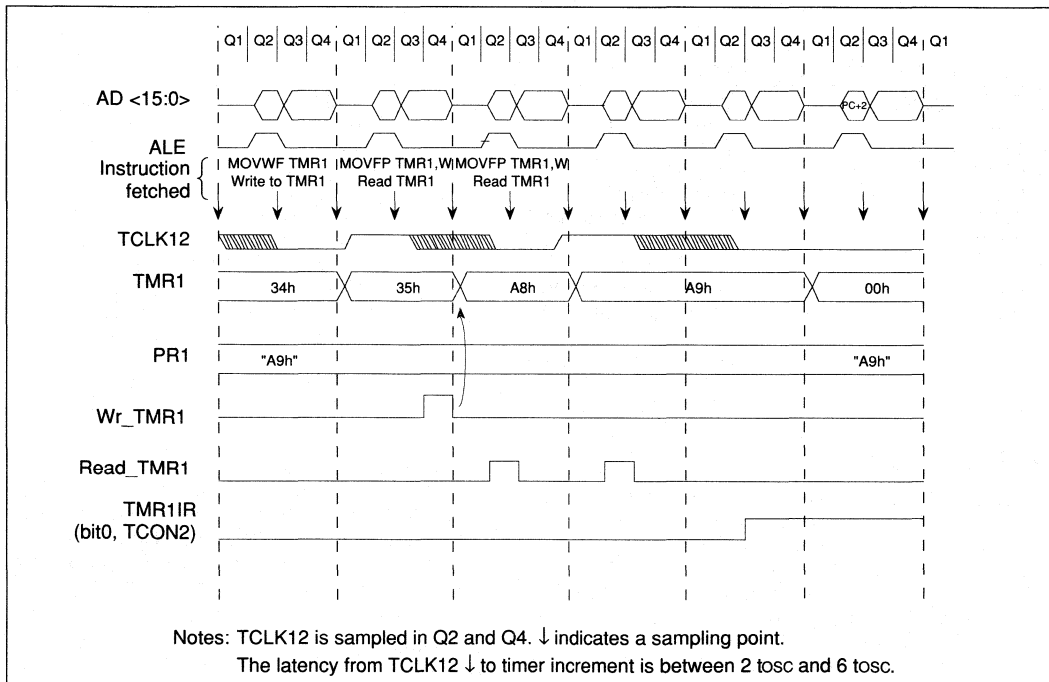 Q1 Q2 Q3 Q4 Q1 Q2 Q3 Q4 Q1 Q2 Q3 Q4 Q1 Q2 Q3 Q4 Q1 Q2 Q3 Q4 Q1 Q2 Q3 Q4 Q1
AD <15:0>
PC+2
ALE
Instruction
fetched
MOVWF TMR1
Write to TMR1
MOVFP TMR1,W
Read TMR1
MOVFP TMR1,W
Read TMR1
TCLK12
TMR1
34h 35h A8h A9h 00h
PR1
"A9h" "A9h"
Wr_TMR1
Read_TMR1
TMR1IR
(bit0, TCON2)
Notes: TCLK12 is sampled in Q2 and Q4. ↓ indicates a sampling point.
The latency from TCLK12 ↓ to timer increment is between 2 tosc and 6 tosc.